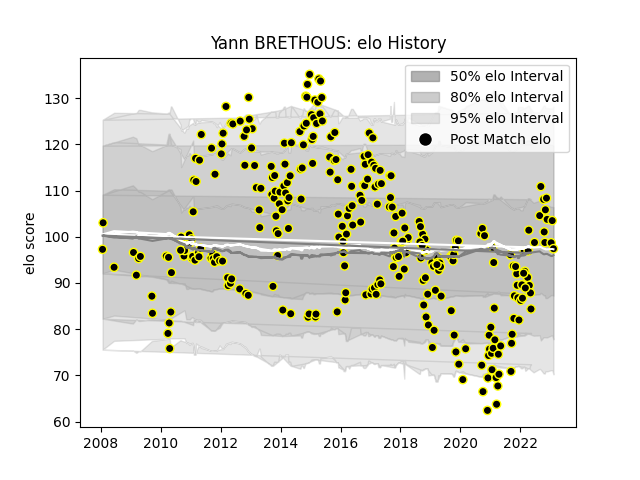 Yann BRETHOUS: elo History
50% elo Interval
80% elo Interval
95% elo Interval
Post Match elo
elo score
130
120
110
100
90
80
70
60
2008 2010 2012 2014 2016 2018 2020 2022